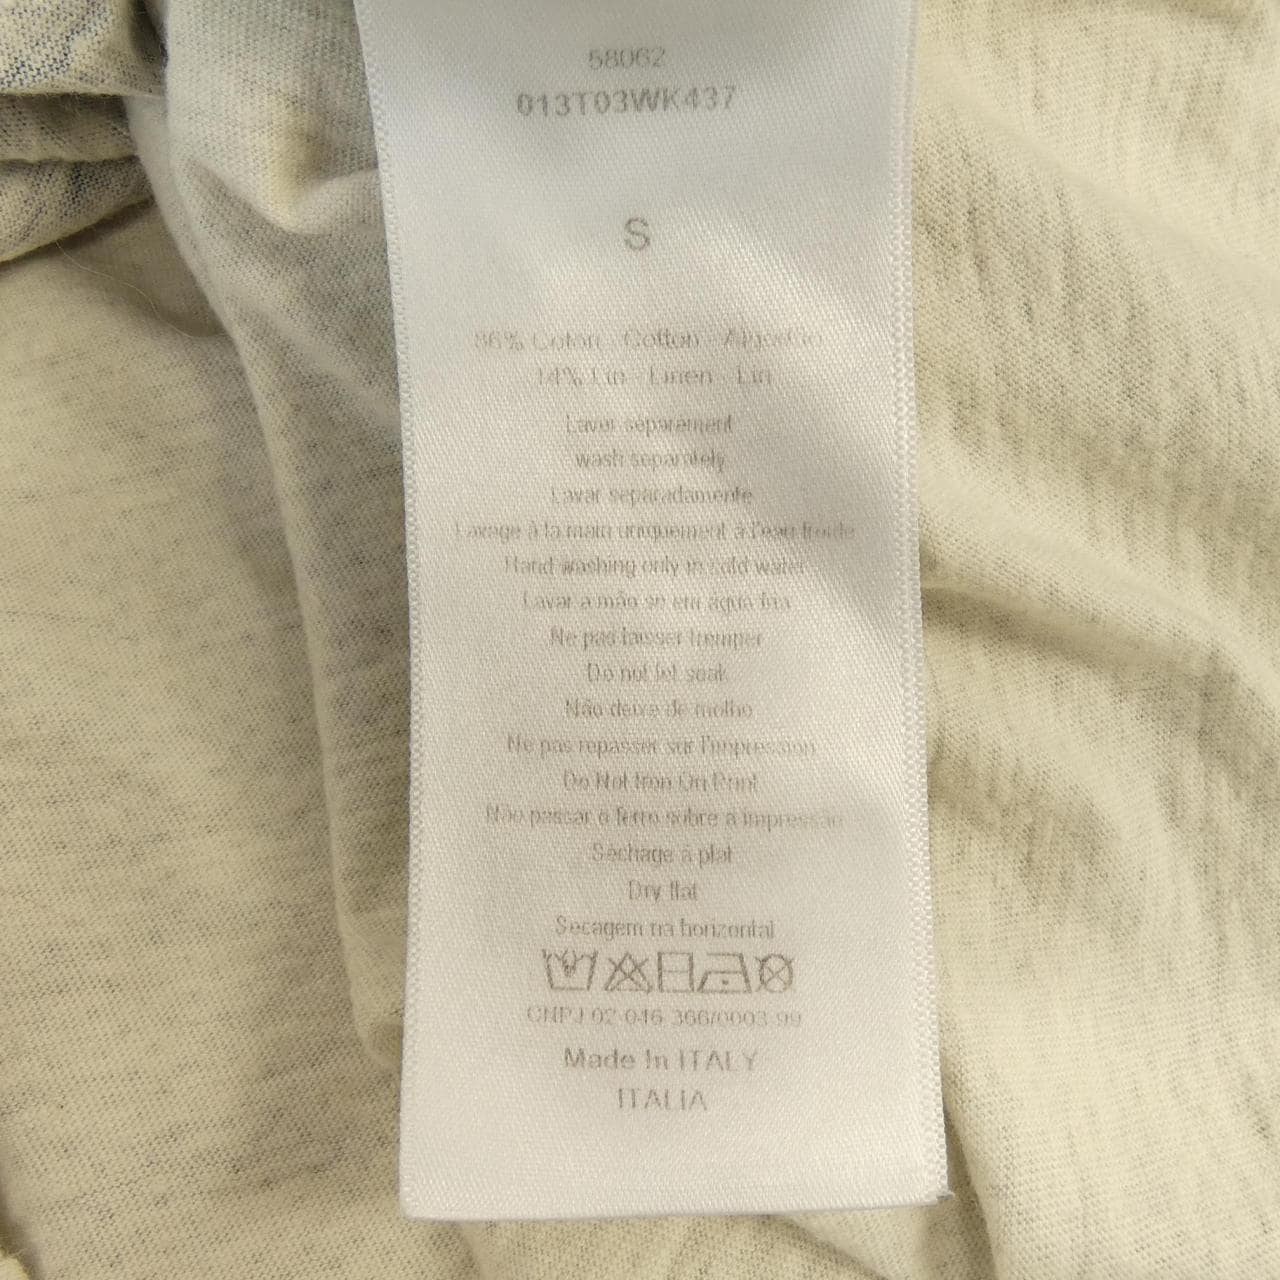 58062
013T03WK437
S
86% Coton - Cotton - Algodão
14% Lin - Linen - Lin
Laver séparement
wash separately
Lavar separadamente
Lavage à la main uniquement à l'eau froide
Hand washing only in cold water
Lavar a mão so em água fria
Ne pas laisser tremper
Do not let soak
Não deixe de molho
Ne pas repasser sur l'impression
Do Not Iron On Print
Não passar o ferro sobre a impressão
Séchage à plat
Dry flat
Secagem na horizontal
CNPJ 02 046 366/0003-99
Made In ITALY
ITALIA